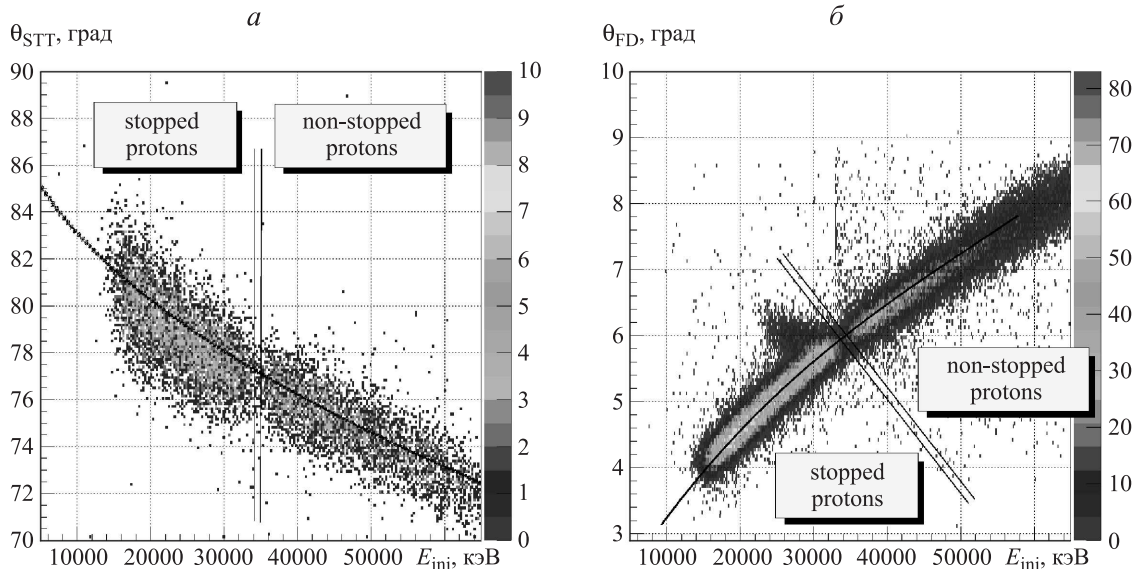 а
θSTT, град
90
88
86
84
82
80
78
76
74
72
70
stopped
protons
non-stopped
protons
10
9
8
7
6
5
4
3
2
1
0
10000 20000 30000 40000 Eini, кэВ
б
θFD, град
10
9
8
7
6
5
4
3
non-stopped
protons
stopped
protons
80
70
60
50
40
30
20
10
0
10000 20000 30000 40000 50000 Eini, кэВ